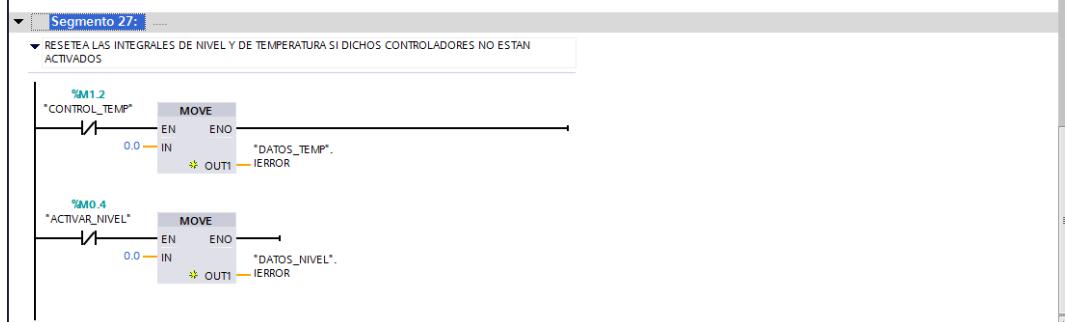 Segmento 27: .....
RESETEA LAS INTEGRALES DE NIVEL Y DE TEMPERATURA SI DICHOS CONTROLADORES NO ESTAN
ACTIVADOS
%M1.2
"CONTROL_TEMP"
MOVE
EN ENO
0.0 IN
"DATOS_TEMP".
OUT1 IERROR
%M0.4
"ACTIVAR_NIVEL"
MOVE
EN ENO
0.0 IN
"DATOS_NIVEL".
OUT1 IERROR